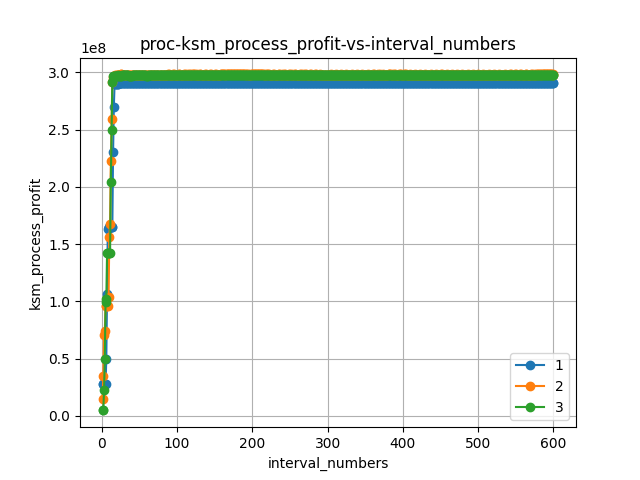 proc-ksm_process_profit-vs-interval_numbers
1e8
3.0
2.5
2.0
1.5
1.0
0.5
0.0
ksm_process_profit
0 100 200 300 400 500 600
interval_numbers
1
2
3